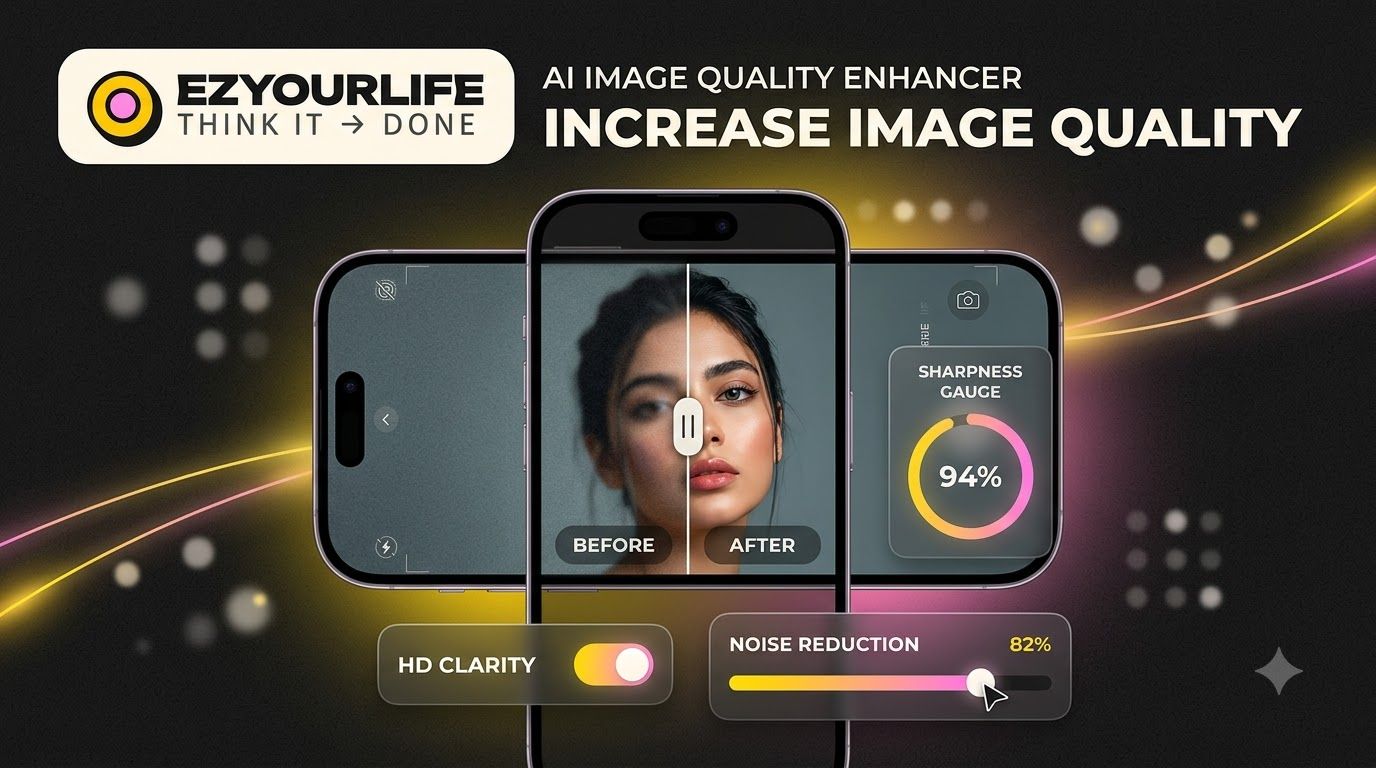 EZYOURLIFE
THINK IT → DONE
AI IMAGE QUALITY ENHANCER
INCREASE IMAGE QUALITY
SHARPNESS
GAUGE
94%
BEFORE
AFTER
HD CLARITY
NOISE REDUCTION
82%